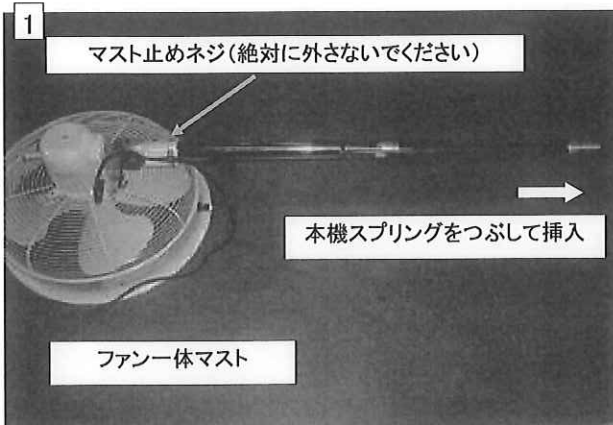 1
マスト止めネジ(絶対に外さないでください)
本機スプリングをつぶして挿入
ファン一体マスト